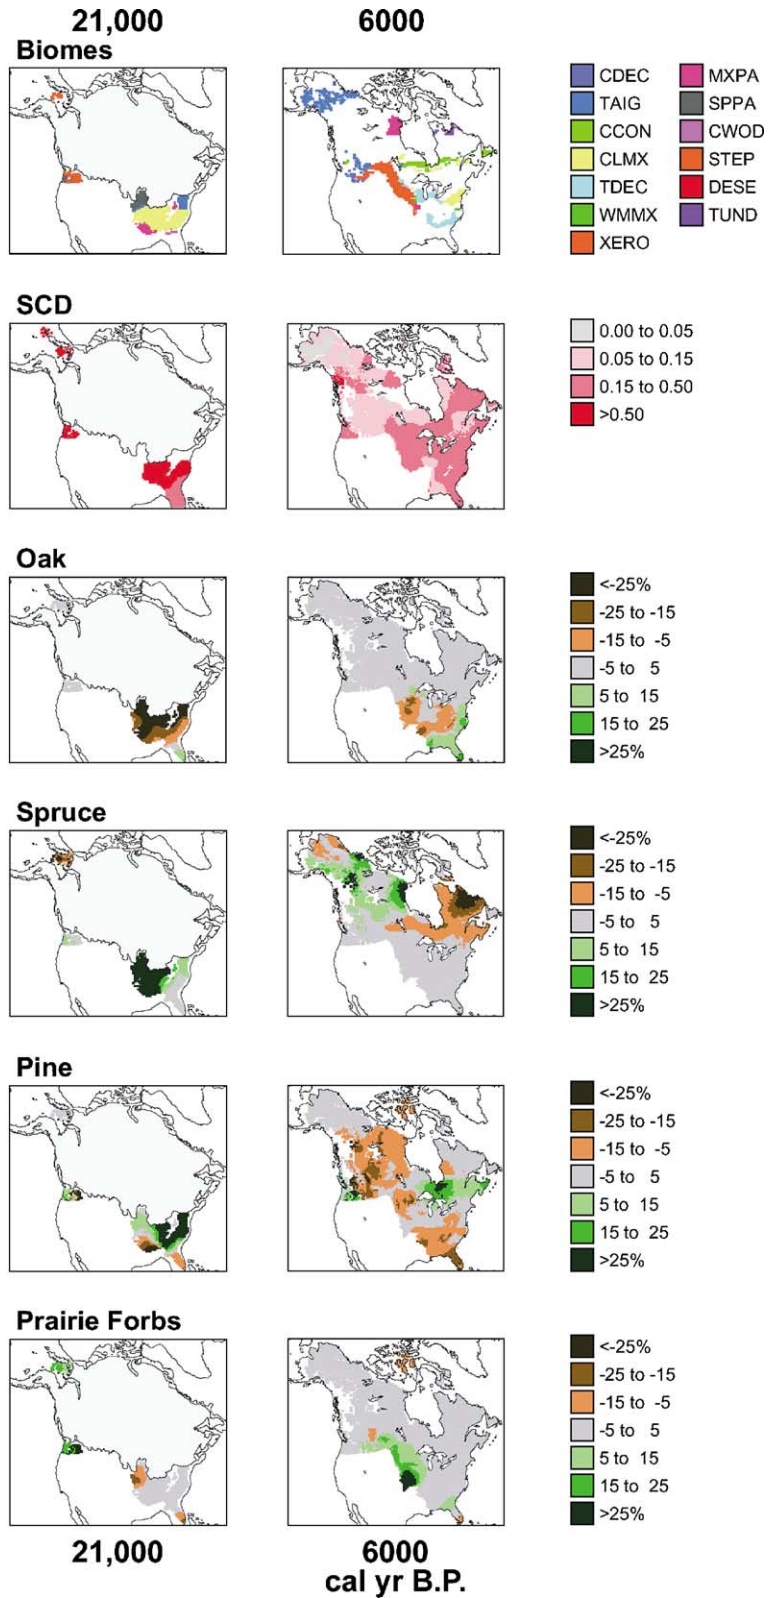 21,000 6000
Biomes
CDEC MXPA
TAIG SPPA
CCON CWOD
CLMX STEP
TDEC DESE
WMMX TUND
XERO
SCD
0.00 to 0.05
0.05 to 0.15
0.15 to 0.50
>0.50
Oak
<-25%
-25 to -15
-15 to -5
-5 to 5
5 to 15
15 to 25
>25%
Spruce
<-25%
-25 to -15
-15 to -5
-5 to 5
5 to 15
15 to 25
>25%
Pine
<-25%
-25 to -15
-15 to -5
-5 to 5
5 to 15
15 to 25
>25%
Prairie Forbs
<-25%
-25 to -15
-15 to -5
-5 to 5
5 to 15
15 to 25
>25%
21,000 6000
cal yr B.P.